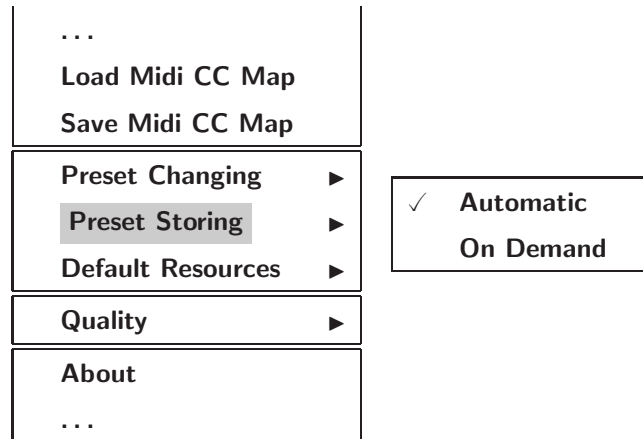 ...
Load Midi CC Map
Save Midi CC Map
Preset Changing ▶
Preset Storing ▶
Default Resources ▶
Quality ▶
About
...
✓ Automatic
On Demand